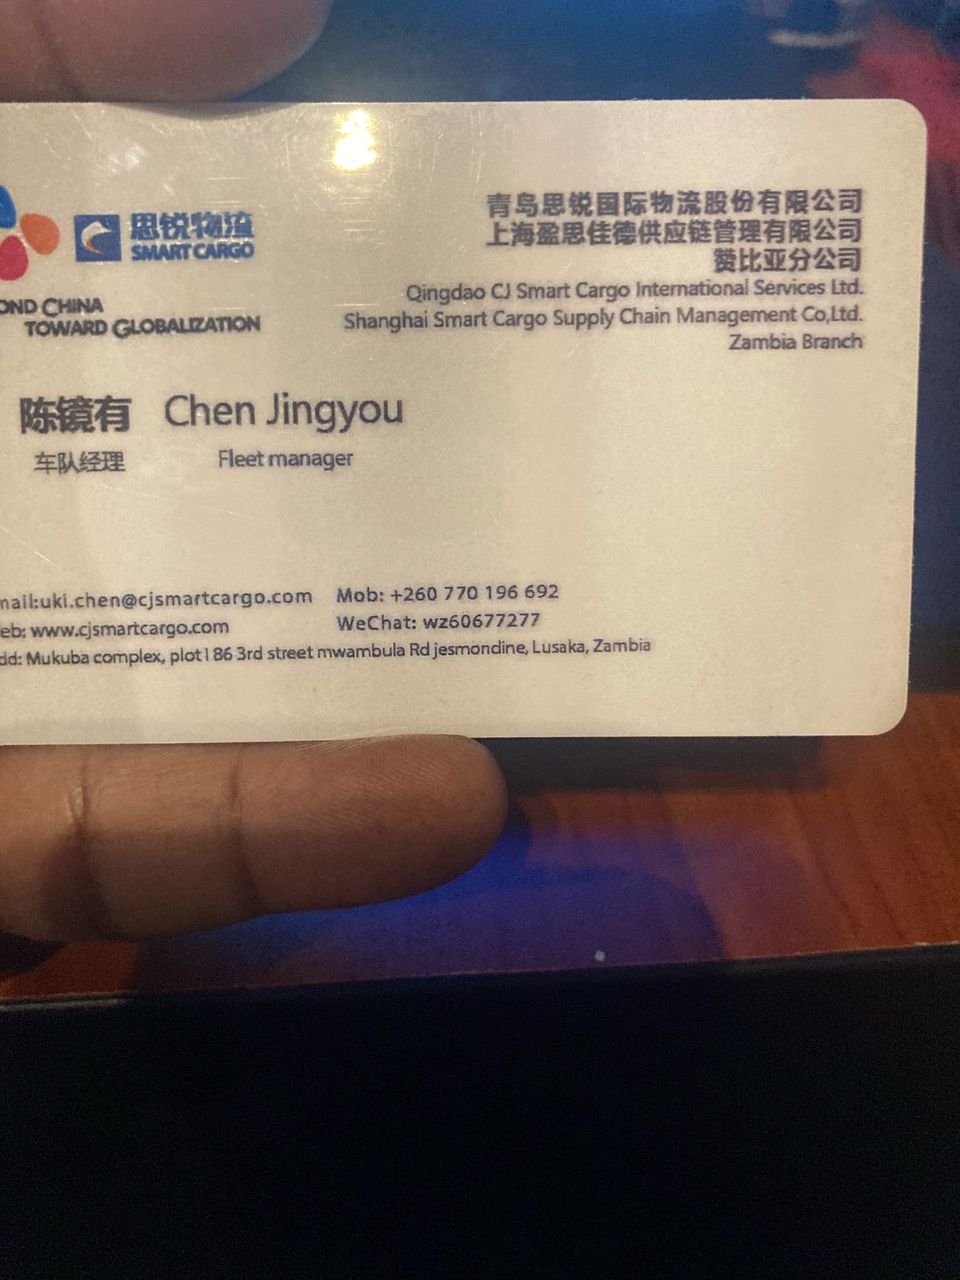 思锐物流
SMART CARGO
OND CHINA
TOWARD GLOBALIZATION
青岛思锐国际物流股份有限公司
上海盈思佳德供应链管理有限公司
赞比亚分公司
Qingdao CJ Smart Cargo International Services Ltd.
Shanghai Smart Cargo Supply Chain Management Co,Ltd.
Zambia Branch
陈镜有 Chen Jingyou
车队经理 Fleet manager
mail:uki.chen@cjsmartcargo.com Mob: +260 770 196 692
eb: www.cjsmartcargo.com WeChat: wz60677277
dd: Mukuba complex, plot l 86 3rd street mwambula Rd jesmondine, Lusaka, Zambia